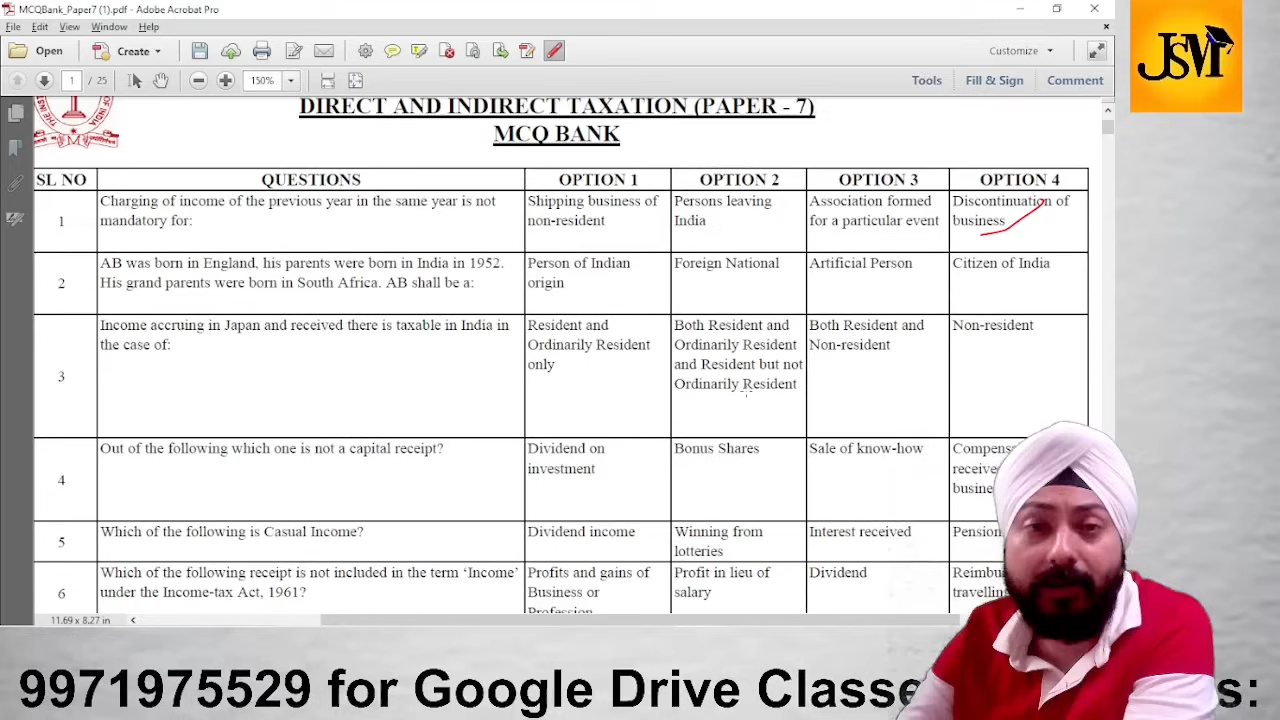 MCQBank_Paper7 (1).pdf - Adobe Acrobat Pro
File Edit View Window Help
Open Create Customize
1 / 25 150% Tools Fill & Sign Comment
JSM
DIRECT AND INDIRECT TAXATION (PAPER - 7)
MCQ BANK
SL NO QUESTIONS OPTION 1 OPTION 2 OPTION 3 OPTION 4
1
Charging of income of the previous year in the same year is not
mandatory for:
Shipping business of
non-resident
Persons leaving
India
Association formed
for a particular event
Discontinuation of
business
2
AB was born in England, his parents were born in India in 1952.
His grand parents were born in South Africa. AB shall be a:
Person of Indian
origin
Foreign National
Artificial Person
Citizen of India
3
Income accruing in Japan and received there is taxable in India in
the case of:
Resident and
Ordinarily Resident
only
Both Resident and
Ordinarily Resident
and Resident but not
Ordinarily Resident
Both Resident and
Non-resident
Non-resident
4
Out of the following which one is not a capital receipt?
Dividend on
investment
Bonus Shares
Sale of know-how
Compens
receive
busine
5
Which of the following is Casual Income?
Dividend income
Winning from
lotteries
Interest received
Pension
6
Which of the following receipt is not included in the term ‘Income’
under the Income-tax Act, 1961?
Profits and gains of
Business or
Profession
Profit in lieu of
salary
Dividend
Reimbu
travellin
11.69 x 8.27 in
9971975529 for Google Drive Classe s: